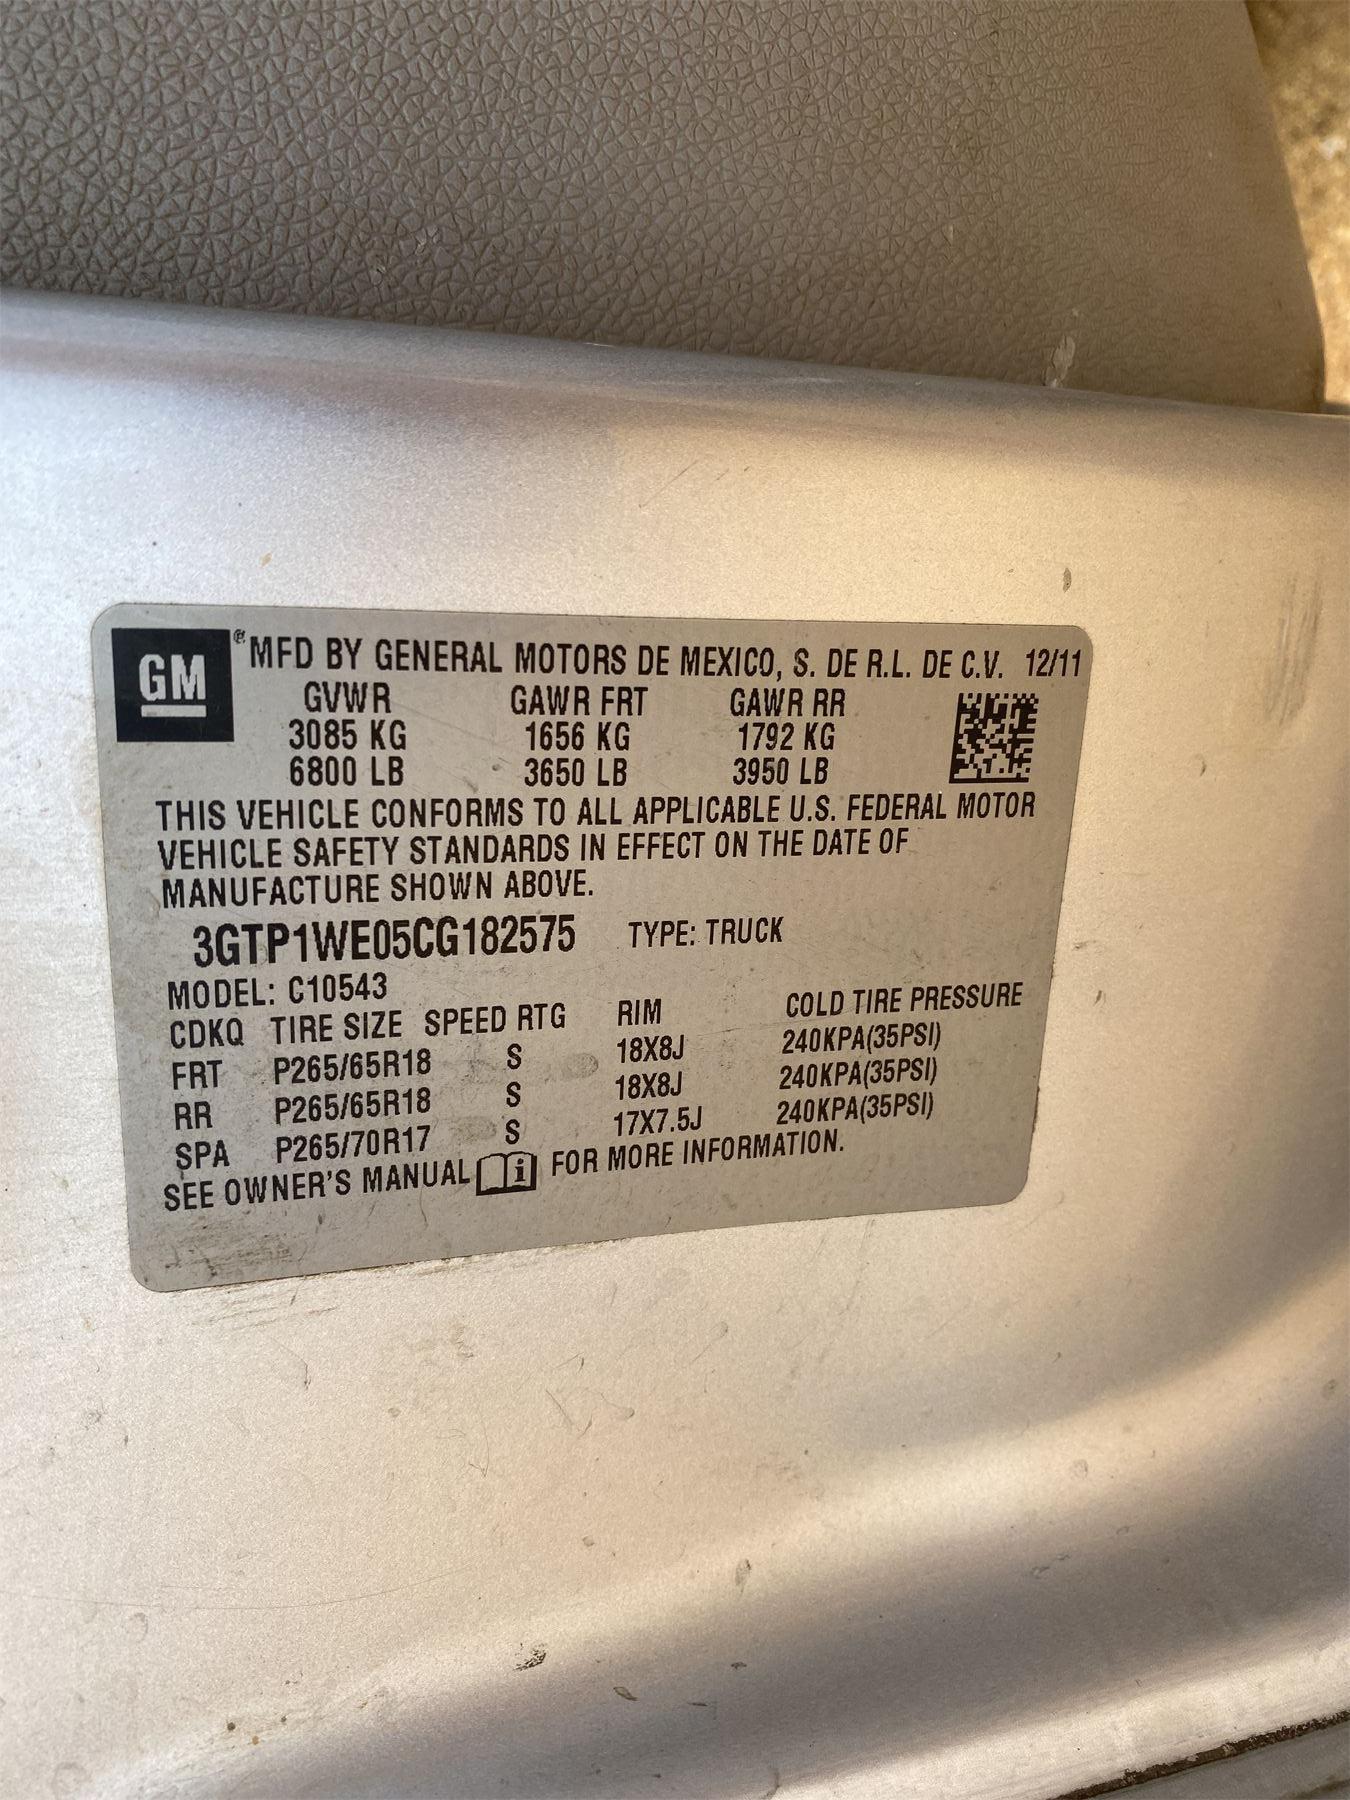 GM ® MFD BY GENERAL MOTORS DE MEXICO, S. DE R.L. DE C.V. 12/11
GVWR GAWR FRT GAWR RR
3085 KG 1656 KG 1792 KG
6800 LB 3650 LB 3950 LB
THIS VEHICLE CONFORMS TO ALL APPLICABLE U.S. FEDERAL MOTOR
VEHICLE SAFETY STANDARDS IN EFFECT ON THE DATE OF
MANUFACTURE SHOWN ABOVE.
3GTP1WE05CG182575 TYPE: TRUCK
MODEL: C10543
CDKQ TIRE SIZE SPEED RTG RIM COLD TIRE PRESSURE
FRT P265/65R18 S 18X8J 240KPA(35PSI)
RR P265/65R18 S 18X8J 240KPA(35PSI)
SPA P265/70R17 S 17X7.5J 240KPA(35PSI)
SEE OWNER'S MANUAL i FOR MORE INFORMATION.